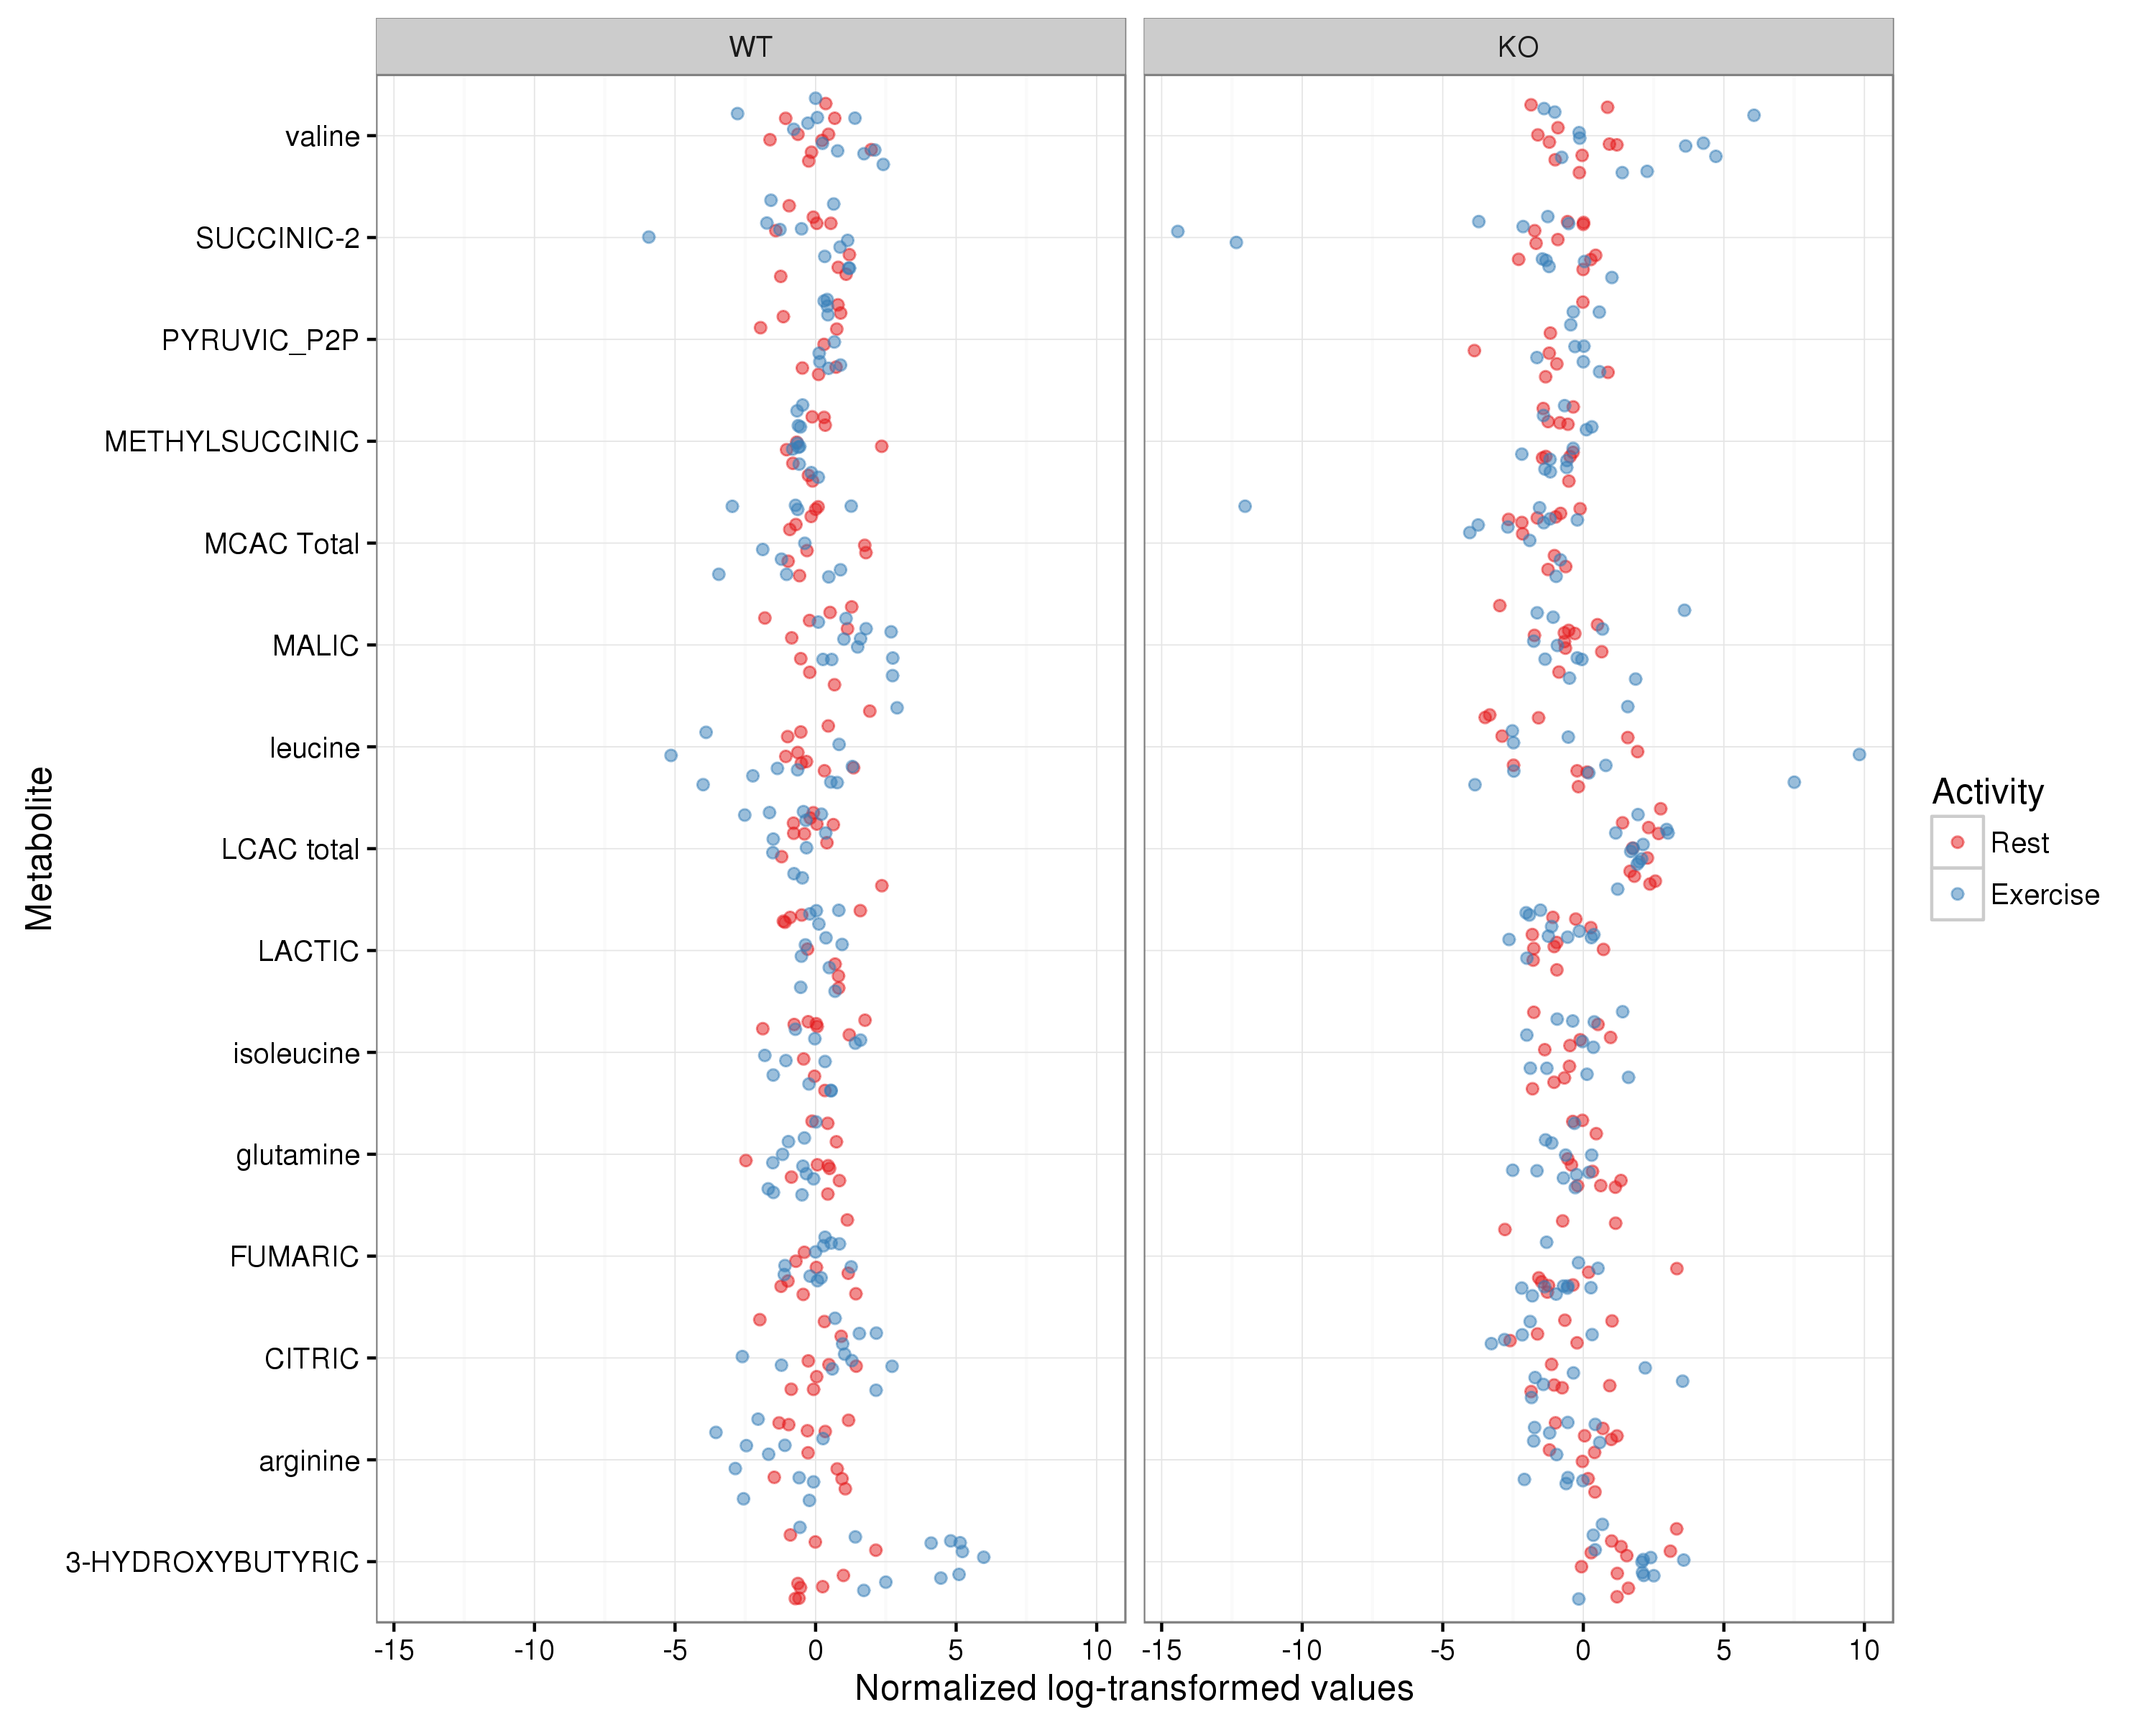 WT
KO
valine
SUCCINIC-2
PYRUVIC_P2P
METHYLSUCCINIC
MCAC Total
MALIC
leucine
LCAC total
LACTIC
isoleucine
glutamine
FUMARIC
CITRIC
arginine
3-HYDROXYBUTYRIC
Metabolite
-15 -10 -5 0 5 10
-15 -10 -5 0 5 10
Normalized log-transformed values
Activity
Rest
Exercise